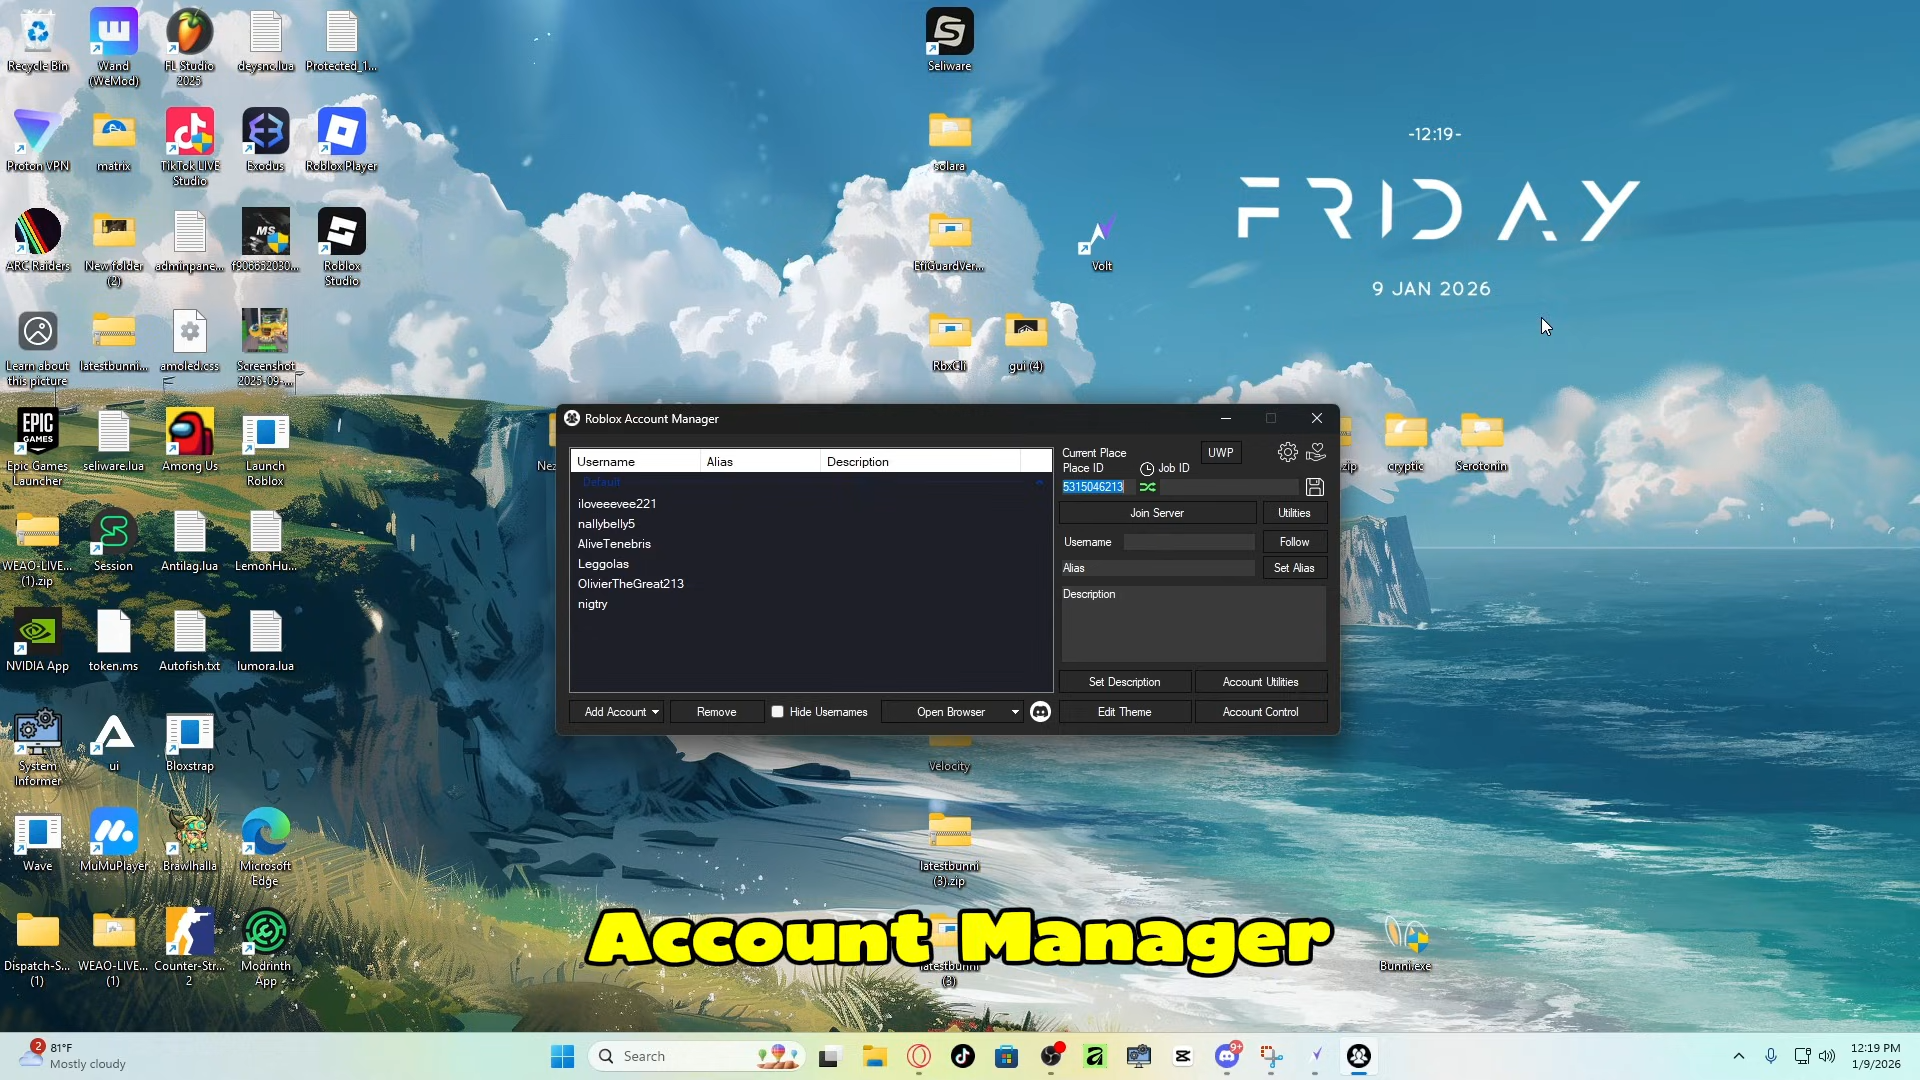 Recycle Bin
Wand
(WeMod)
FL Studio
2025
deysnc.lua
Protected_1...
Seliware
Proton VPN
matrix
TikTok LIVE
Studio
Exodus
Roblox Player
solara
-12:19-
FRIDAY
9 JAN 2026
ARC Raiders
New folder
(2)
adminpane...
f906652030...
Roblox
Studio
EfiGuardVer...
Volt
Learn about
this picture
latestbunni...
amoled.css
Screenshot
2025-09-...
RbxCli
gui (4)
Epic Games
Launcher
seliware.lua
Among Us
Launch
Roblox
cryptic
Serotonin
Roblox Account Manager
Username
Alias
Description
Default
iloveeevee221
nallybelly5
AliveTenebris
Leggolas
OlivierTheGreat213
nigtry
Current Place
UWP
Place ID
Job ID
5315046213
Join Server
Utilities
Username
Follow
Alias
Set Alias
Description
Set Description
Account Utilities
Add Account
Remove
Hide Usernames
Open Browser
Edit Theme
Account Control
WEAO-LIVE...
(1).zip
Session
Antilag.lua
LemonHu...
NVIDIA App
token.ms
Autofish.txt
lumora.lua
System
Informer
ui
Bloxstrap
Velocity
Wave
MuMuPlayer
Brawlhalla
Microsoft
Edge
latestbunni
(3).zip
Account Manager
Dispatch-S...
(1)
WEAO-LIVE...
(1)
Counter-Str...
2
Modrinth
App
latestbunni
(3)
Bunni.exe
2
81°F
Mostly cloudy
Search
9+
12:19 PM
1/9/2026